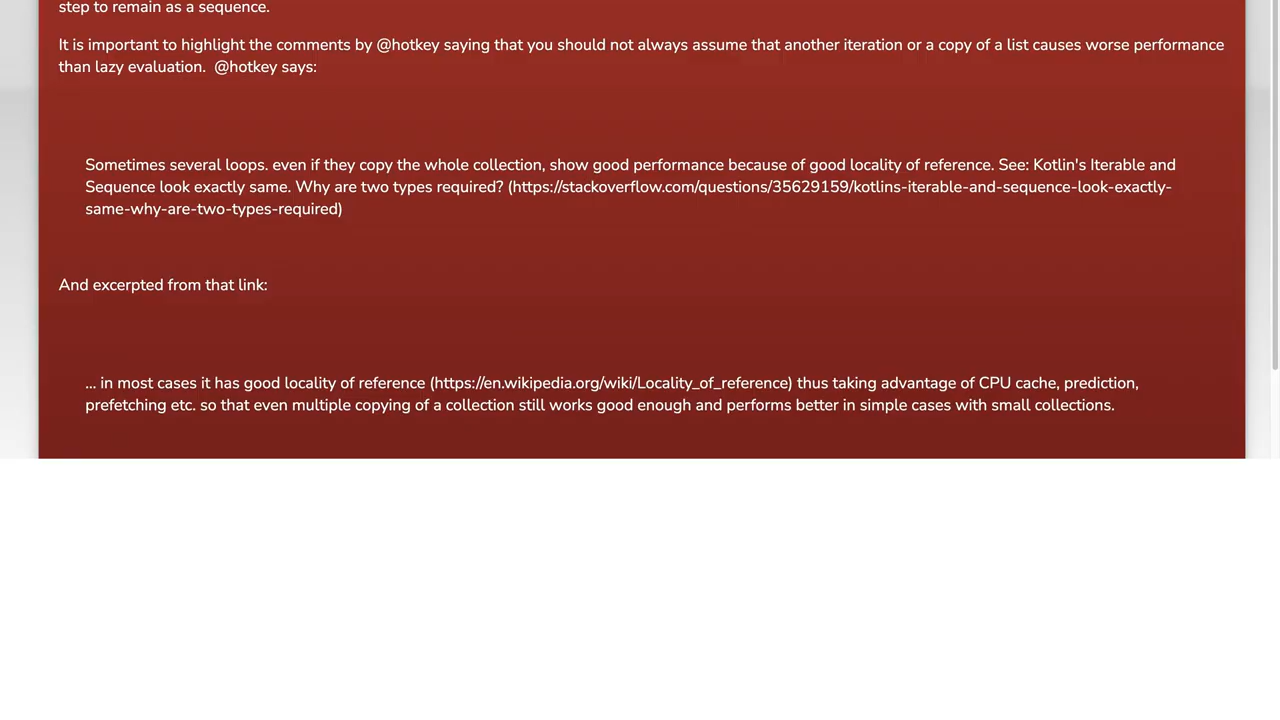 step to remain as a sequence.
It is important to highlight the comments by @hotkey saying that you should not always assume that another iteration or a copy of a list causes worse performance
than lazy evaluation.  @hotkey says:
Sometimes several loops. even if they copy the whole collection, show good performance because of good locality of reference. See: Kotlin's Iterable and
Sequence look exactly same. Why are two types required? (https://stackoverflow.com/questions/35629159/kotlins-iterable-and-sequence-look-exactly-
same-why-are-two-types-required)
And excerpted from that link:
... in most cases it has good locality of reference (https://en.wikipedia.org/wiki/Locality_of_reference) thus taking advantage of CPU cache, prediction,
prefetching etc. so that even multiple copying of a collection still works good enough and performs better in simple cases with small collections.